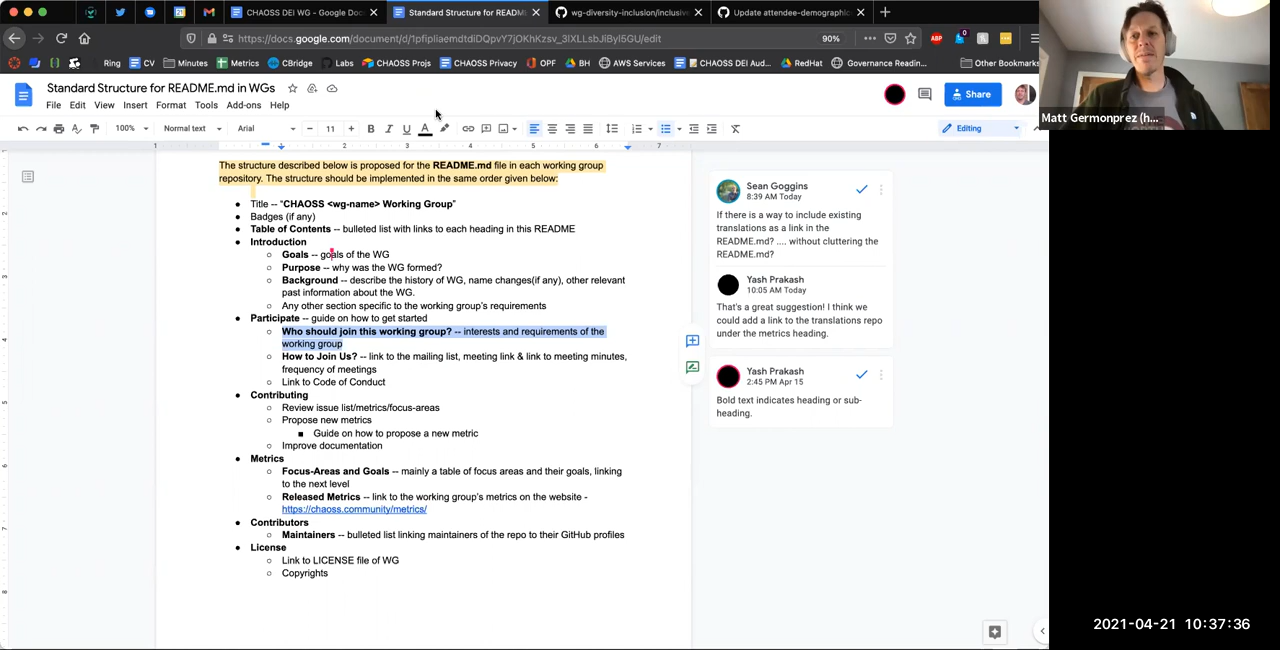 CHAOSS DEI WG - Google Doc
Standard Structure for README
wg-diversity-inclusion/inclusive
Update attendee-demographic
https://docs.google.com/document/d/1pfipIiaemdtdiDQpvY7jOKhKzsv_3IXLLsbJiByI5GU/edit
90%
Ring
CV
Minutes
Metrics
CBridge
Labs
CHAOSS Projs
CHAOSS Privacy
OPF
BH
AWS Services
CHAOSS DEI Aud...
RedHat
Governance Readin...
Other Bookmarks
Standard Structure for README.md in WGs
File Edit View Insert Format Tools Add-ons Help
Share
100% Normal text Arial 11 Editing
The structure described below is proposed for the README.md file in each working group
repository. The structure should be implemented in the same order given below:
Title -- "CHAOSS <wg-name> Working Group"
Badges (if any)
Table of Contents -- bulleted list with links to each heading in this README
Introduction
Goals -- goals of the WG
Purpose -- why was the WG formed?
Background -- describe the history of WG, name changes(if any), other relevant
past information about the WG.
Any other section specific to the working group's requirements
Participate -- guide on how to get started
Who should join this working group? -- interests and requirements of the
working group
How to Join Us? -- link to the mailing list, meeting link & link to meeting minutes,
frequency of meetings
Link to Code of Conduct
Contributing
Review issue list/metrics/focus-areas
Propose new metrics
Guide on how to propose a new metric
Improve documentation
Metrics
Focus-Areas and Goals -- mainly a table of focus areas and their goals, linking
to the next level
Released Metrics -- link to the working group's metrics on the website -
https://chaoss.community/metrics/
Contributors
Maintainers -- bulleted list linking maintainers of the repo to their GitHub profiles
License
Link to LICENSE file of WG
Copyrights
Sean Goggins
8:39 AM Today
If there is a way to include existing
translations as a link in the
README.md? .... without cluttering the
README.md?
Yash Prakash
10:05 AM Today
That's a great suggestion! I think we
could add a link to the translations repo
under the metrics heading.
Yash Prakash
2:45 PM Apr 15
Bold text indicates heading or sub-
heading.
Matt Germonprez (h...
2021-04-21 10:37:36